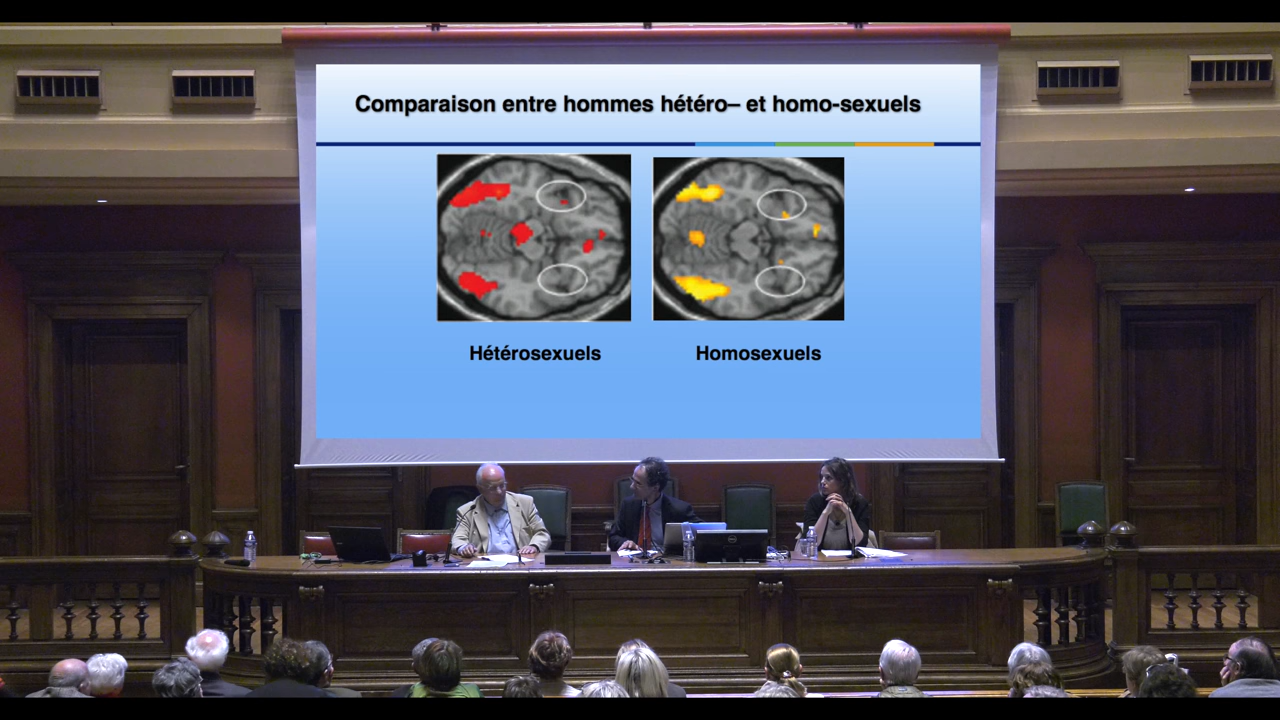 Comparaison entre hommes hétéro– et homo-sexuels
Hétérosexuels
Homosexuels